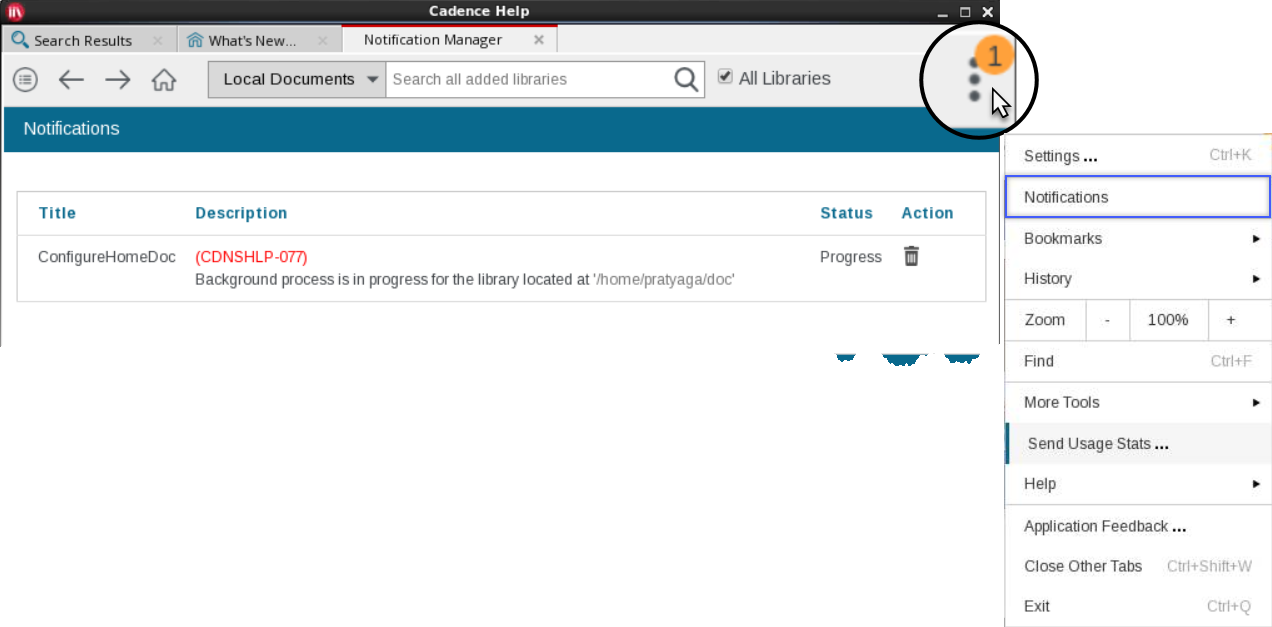 Cadence Help
Search Results
What's New...
Notification Manager
1
Local Documents
Search all added libraries
All Libraries
Notifications
Title Description Status Action
ConfigureHomeDoc (CDNSHLP-077) Progress
Background process is in progress for the library located at '/home/pratyaga/doc'
Settings ... Ctrl+K
Notifications
Bookmarks
History
Zoom - 100% +
Find Ctrl+F
More Tools
Send Usage Stats ...
Help
Application Feedback ...
Close Other Tabs Ctrl+Shift+W
Exit Ctrl+Q